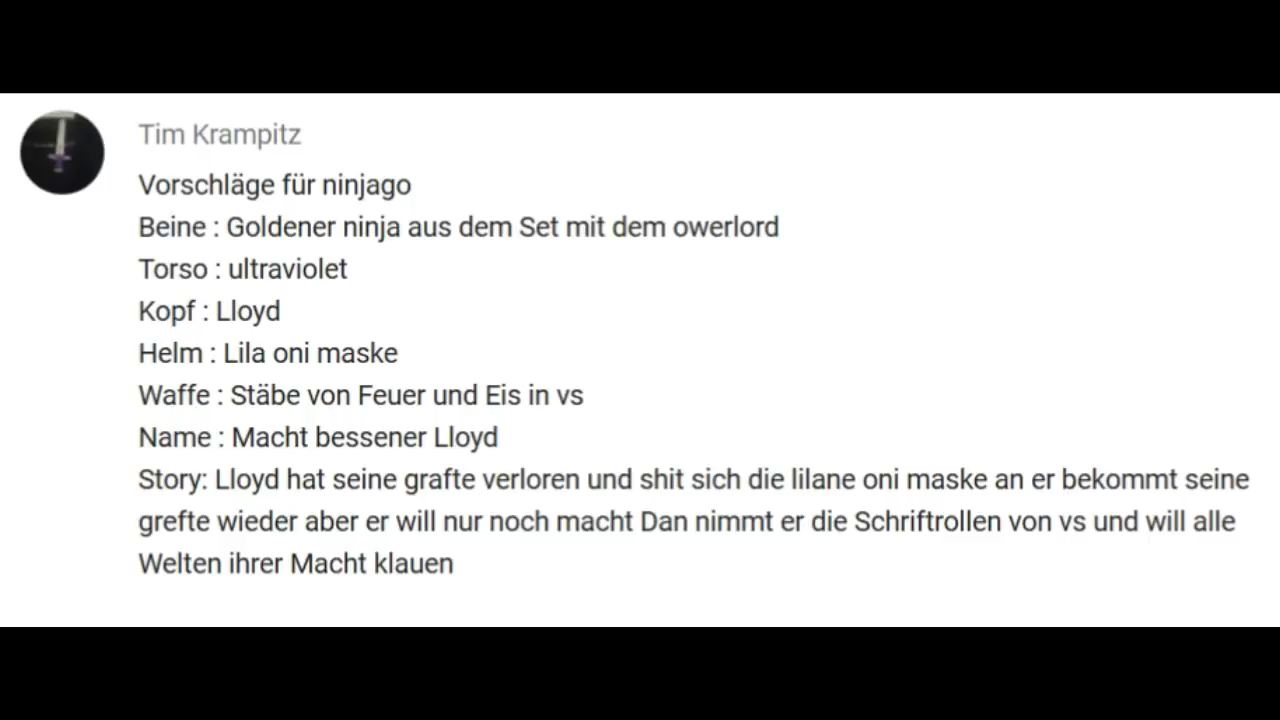 Tim Krampitz
Vorschläge für ninjago
Beine : Goldener ninja aus dem Set mit dem owerlord
Torso : ultraviolet
Kopf : Lloyd
Helm : Lila oni maske
Waffe : Stäbe von Feuer und Eis in vs
Name : Macht bessener Lloyd
Story: Lloyd hat seine grafte verloren und shit sich die lilane oni maske an er bekommt seine
grefte wieder aber er will nur noch macht Dan nimmt er die Schriftrollen von vs und will alle
Welten ihrer Macht klauen